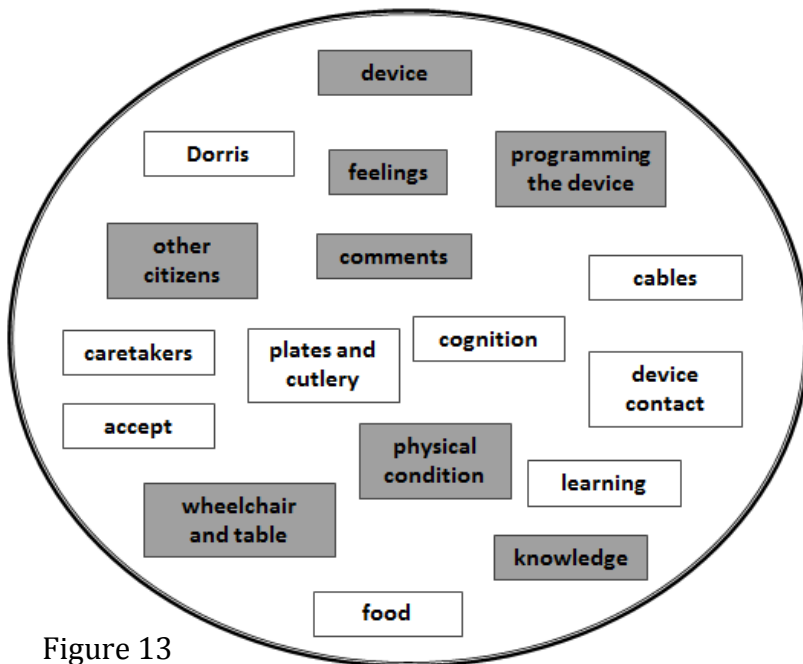 device
Dorris
feelings
programming
the device
other
citizens
comments
cables
caretakers
plates and
cutlery
cognition
device
contact
accept
physical
condition
learning
wheelchair
and table
knowledge
food
Figure 13